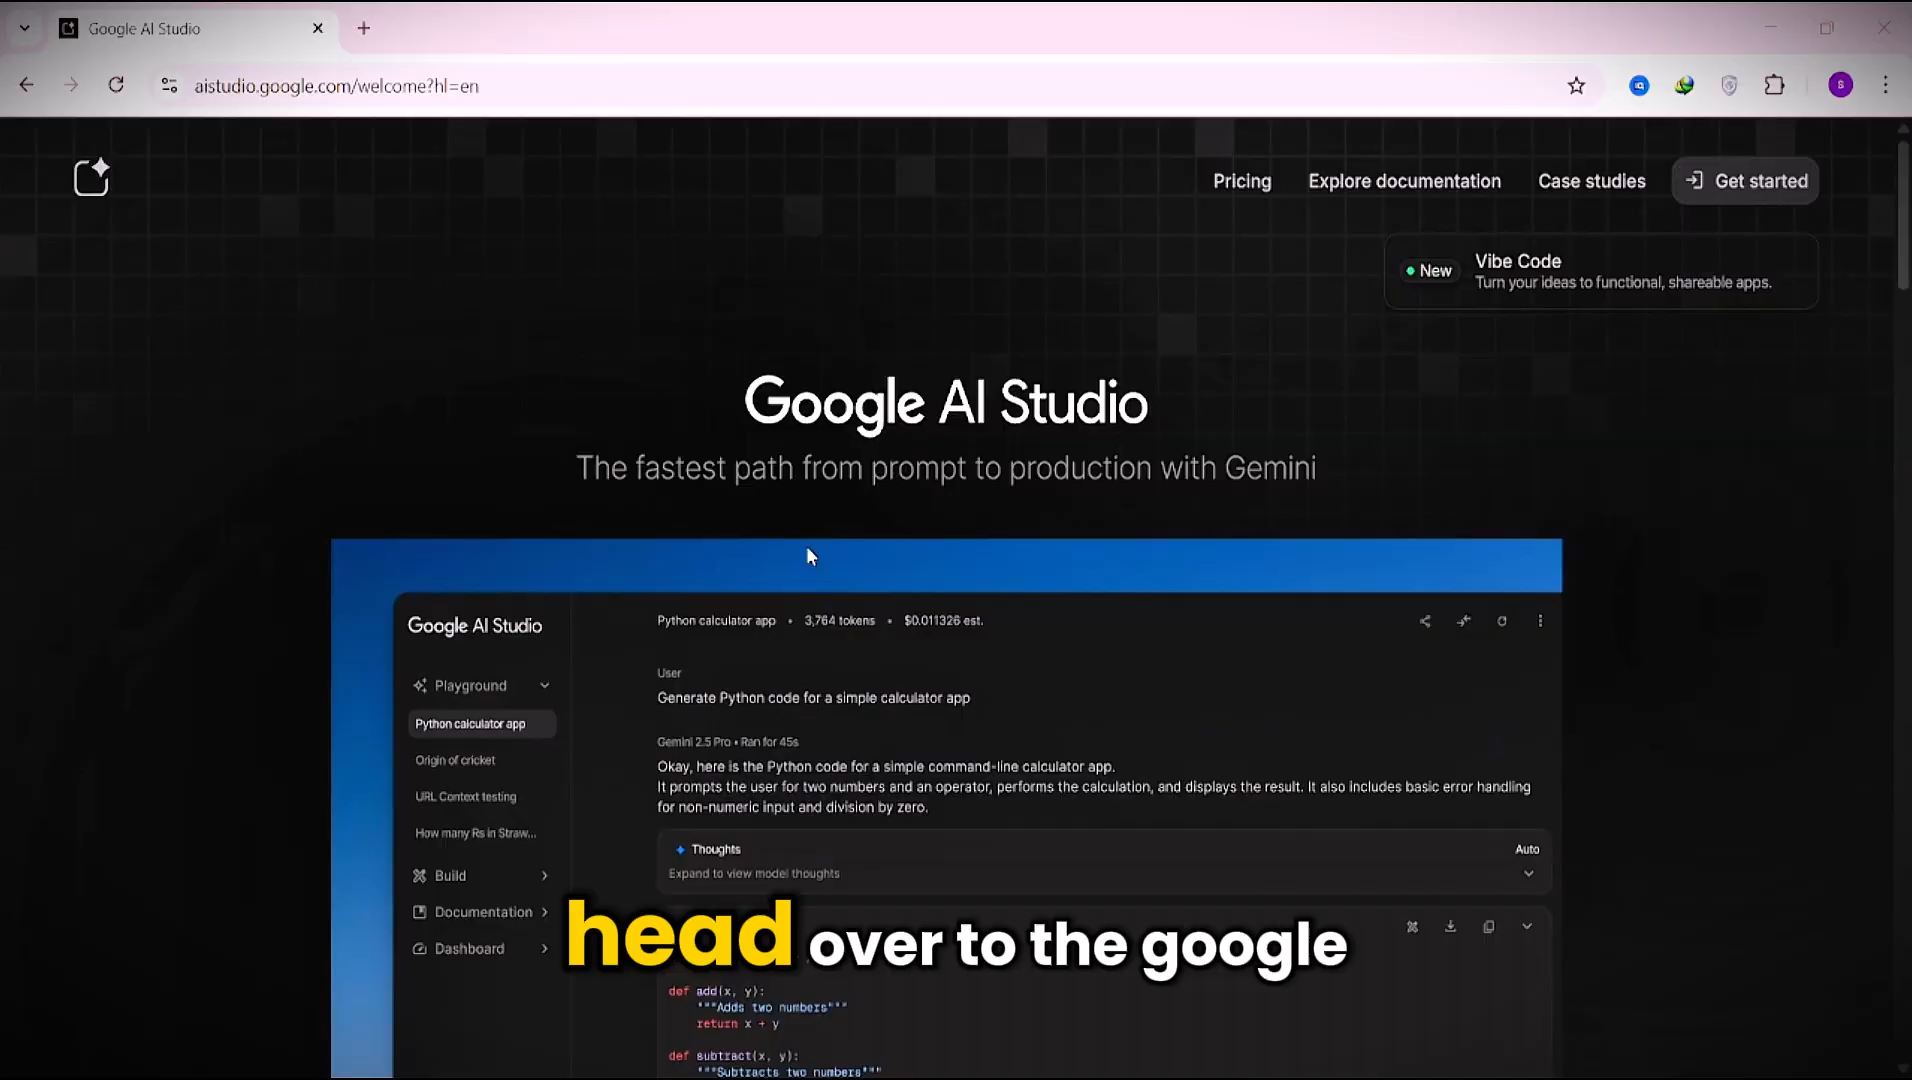 Google AI Studio
aistudio.google.com/welcome?hl=en
S
Pricing
Explore documentation
Case studies
Get started
New
Vibe Code
Turn your ideas to functional, shareable apps.
Google AI Studio
The fastest path from prompt to production with Gemini
Google AI Studio
Playground
Python calculator app
Origin of cricket
URL Context testing
How many Rs in Straw...
Build
Documentation
Dashboard
Python calculator app • 3,764 tokens • $0.011326 est.
User
Generate Python code for a simple calculator app
Gemini 2.5 Pro • Ran for 45s
Okay, here is the Python code for a simple command-line calculator app.
It prompts the user for two numbers and an operator, performs the calculation, and displays the result. It also includes basic error handling
for non-numeric input and division by zero.
Thoughts
Auto
Expand to view model thoughts
head over to the google
def add(x, y):
"""Adds two numbers"""
return x + y
def subtract(x, y):
"""Subtracts two numbers"""